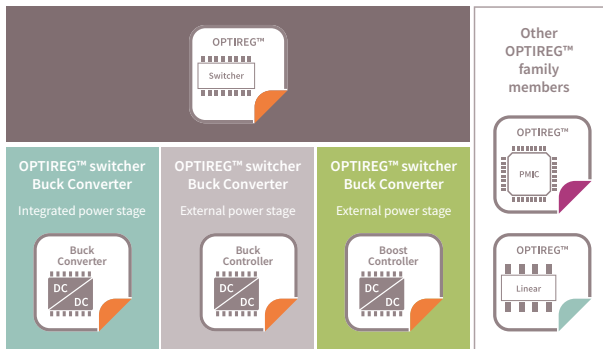 OPTIREG™
Switcher
OPTIREG™ switcher
Buck Converter
Integrated power stage
Buck
Converter
DC
DC
OPTIREG™ switcher
Buck Converter
External power stage
Buck
Controller
DC
DC
OPTIREG™ switcher
Buck Converter
External power stage
Boost
Controller
DC
DC
Other
OPTIREG™
family
members
OPTIREG™
PMIC
OPTIREG™
Linear